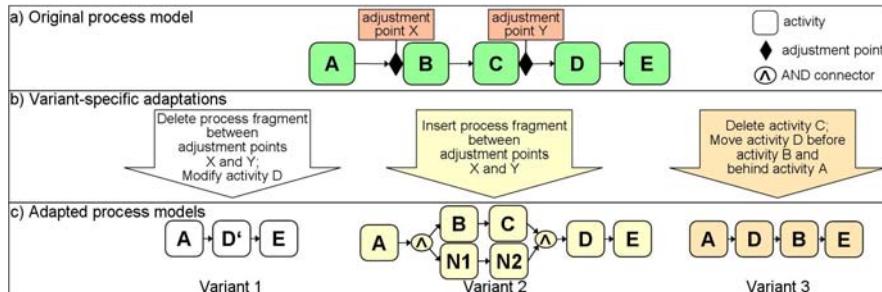 a) Original process model
adjustment
point X
adjustment
point Y
activity
adjustment point
AND connector
A
B
C
D
E
b) Variant-specific adaptations
Delete process fragment
between
adjustment points
X and Y;
Modify activity D
Insert process fragment
between
adjustment points
X and Y
Delete activity C;
Move activity D before
activity B and
behind activity A
c) Adapted process models
A
D‘
E
Variant 1
A
∧
B
C
N1
N2
∧
D
E
Variant 2
A
D
B
E
Variant 3